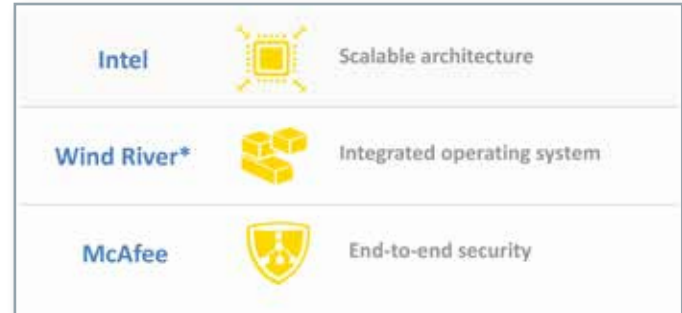 Intel
Scalable architecture
Wind River*
Integrated operating system
McAfee
End-to-end security